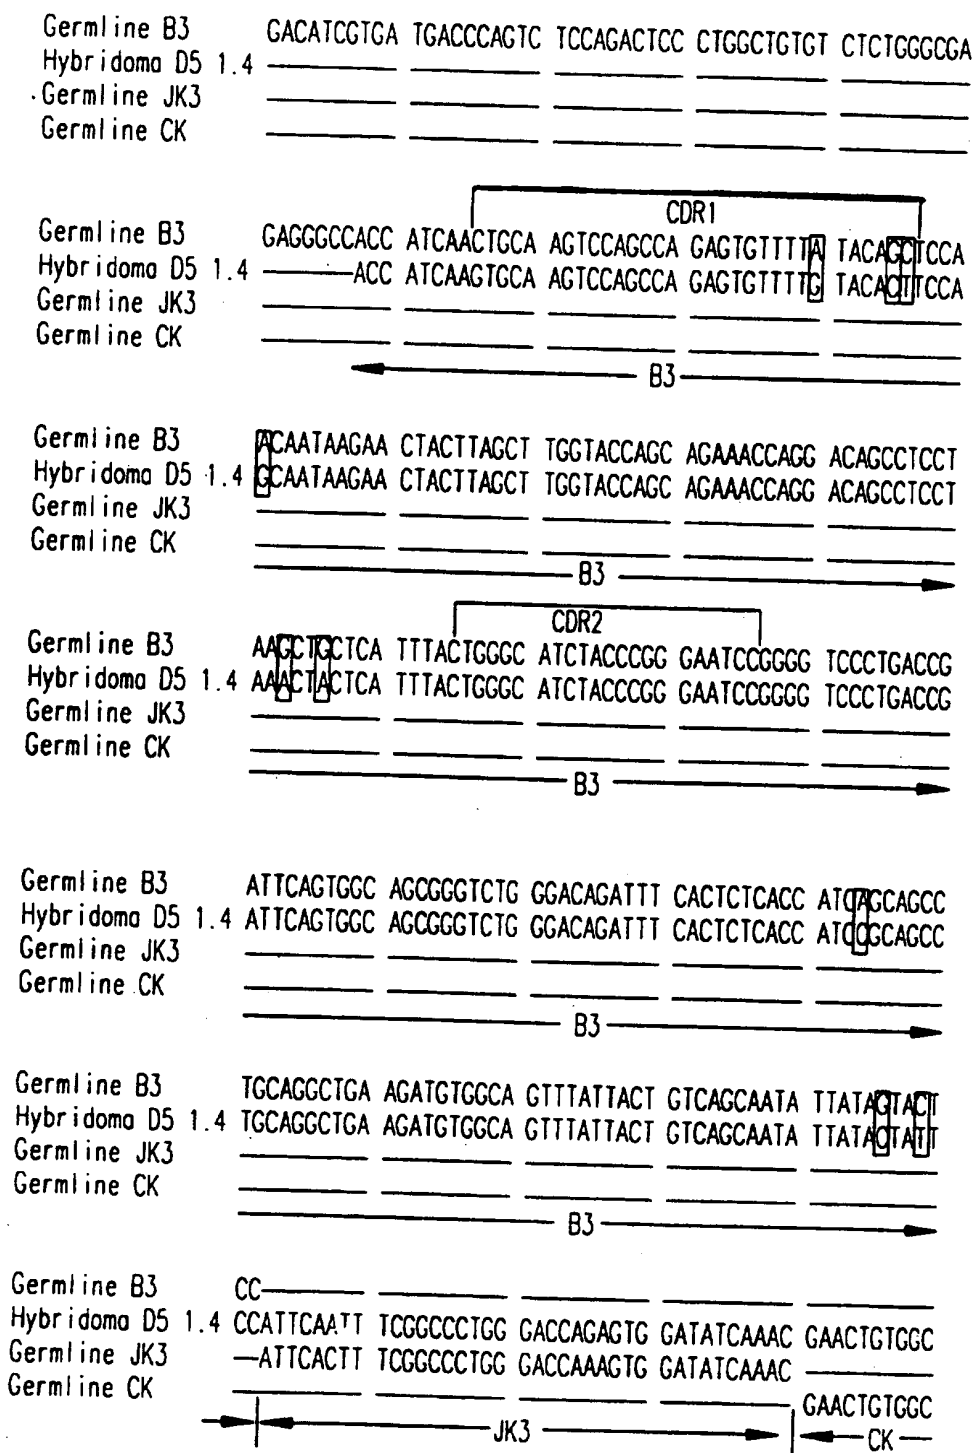 Germline B3 GACATCGTGA TGACCCAGTC TCCAGACTCC CTGGCTGTGT CTCTGGGCGA
Hybridoma D5 1.4
Germline JK3
Germline CK
CDR1
Germline B3 GAGGGCCACC ATCAACTGCA AGTCCAGCCA GAGTGTTTTA TACAGCTCCA
Hybridoma D5 1.4 ACC ATCAAGTGCA AGTCCAGCCA GAGTGTTTTG TACACTTCCA
Germline JK3
Germline CK
B3
Germline B3 ACAATAAGAA CTACTTAGCT TGGTACCAGC AGAAACCAGG ACAGCCTCCT
Hybridoma D5 1.4 GCAATAAGAA CTACTTAGCT TGGTACCAGC AGAAACCAGG ACAGCCTCCT
Germline JK3
Germline CK
B3
CDR2
Germline B3 AAGCTGCTCA TTTACTGGGC ATCTACCCGG GAATCCGGGG TCCCTGACCG
Hybridoma D5 1.4 AAACTACTCA TTTACTGGGC ATCTACCCGG GAATCCGGGG TCCCTGACCG
Germline JK3
Germline CK
B3
Germline B3 ATTCAGTGGC AGCGGGTCTG GGACAGATTT CACTCTCACC ATCAGCAGCC
Hybridoma D5 1.4 ATTCAGTGGC AGCGGGTCTG GGACAGATTT CACTCTCACC ATCCGCAGCC
Germline JK3
Germline CK
B3
Germline B3 TGCAGGCTGA AGATGTGGCA GTTTATTACT GTCAGCAATA TTATAGTACT
Hybridoma D5 1.4 TGCAGGCTGA AGATGTGGCA GTTTATTACT GTCAGCAATA TTATACTATT
Germline JK3
Germline CK
B3
Germline B3 CC
Hybridoma D5 1.4 CCATTCAATT TCGGCCCTGG GACCAGAGTG GATATCAAAC GAACTGTGGC
Germline JK3 ATTCACTT TCGGCCCTGG GACCAAAGTG GATATCAAAC
Germline CK GAACTGTGGC
JK3 CK